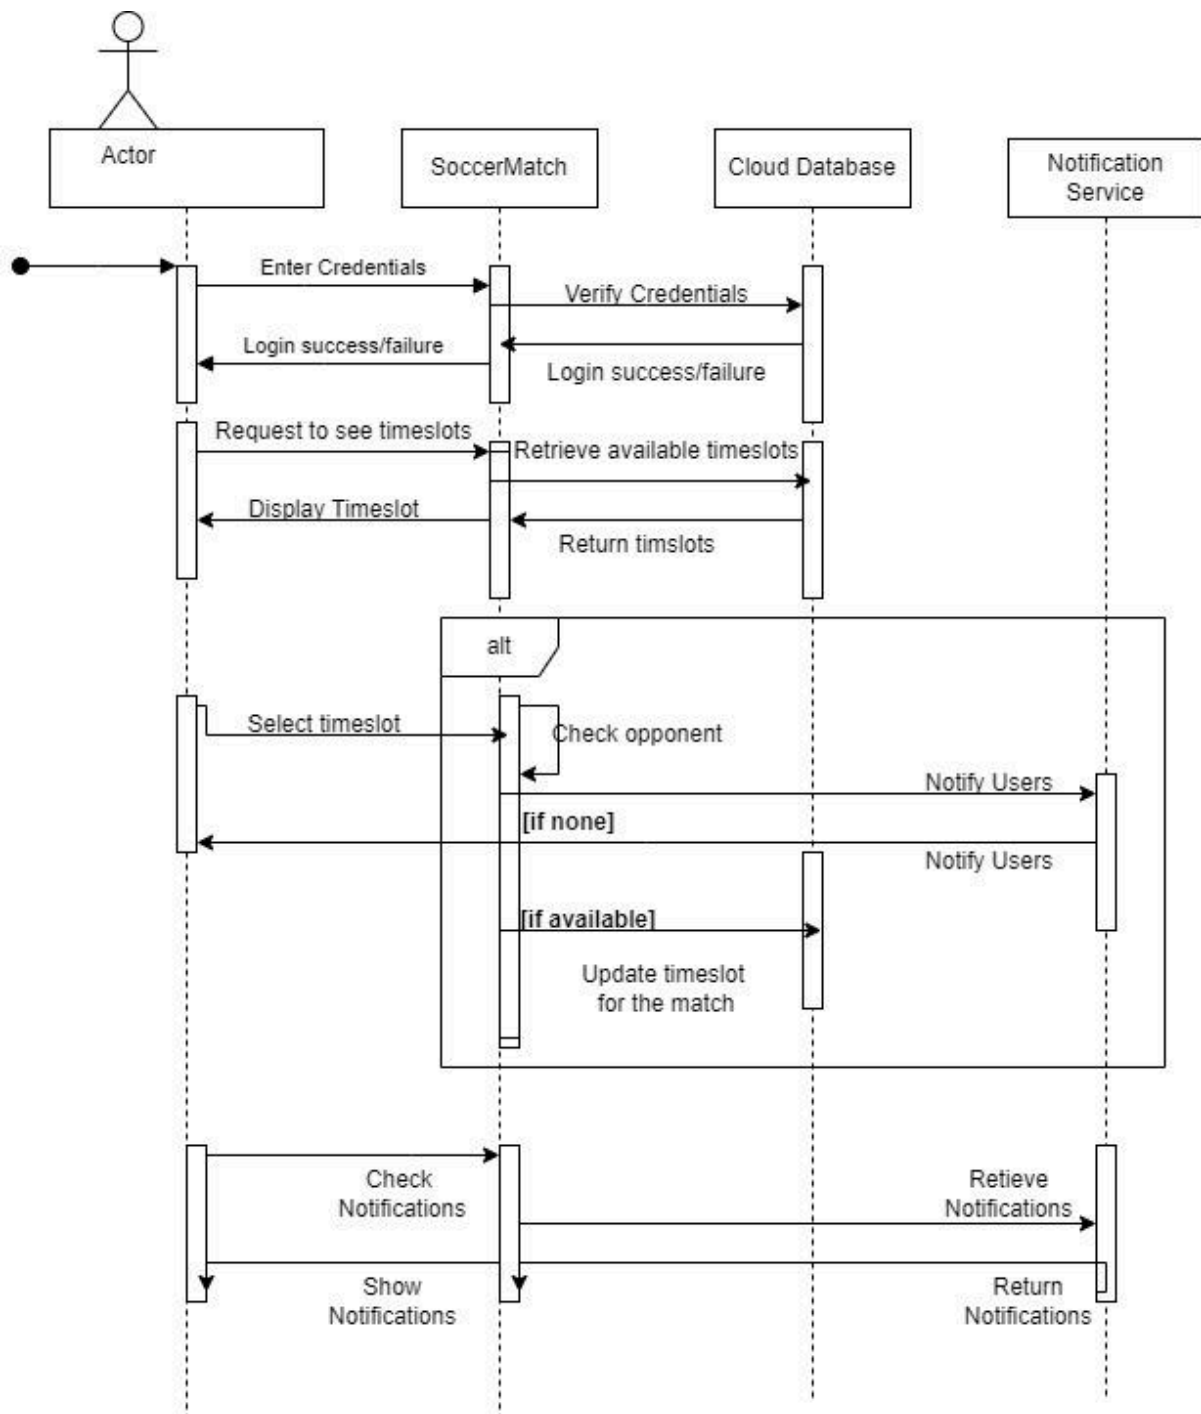 Actor
SoccerMatch
Cloud Database
Notification
Service
Enter Credentials
Verify Credentials
Login success/failure
Login success/failure
Request to see timeslots
Retrieve available timeslots
Display Timeslot
Return timslots
alt
Select timeslot
Check opponent
Notify Users
[if none]
Notify Users
[if available]
Update timeslot
for the match
Check
Notifications
Retieve
Notifications
Show
Notifications
Return
Notifications